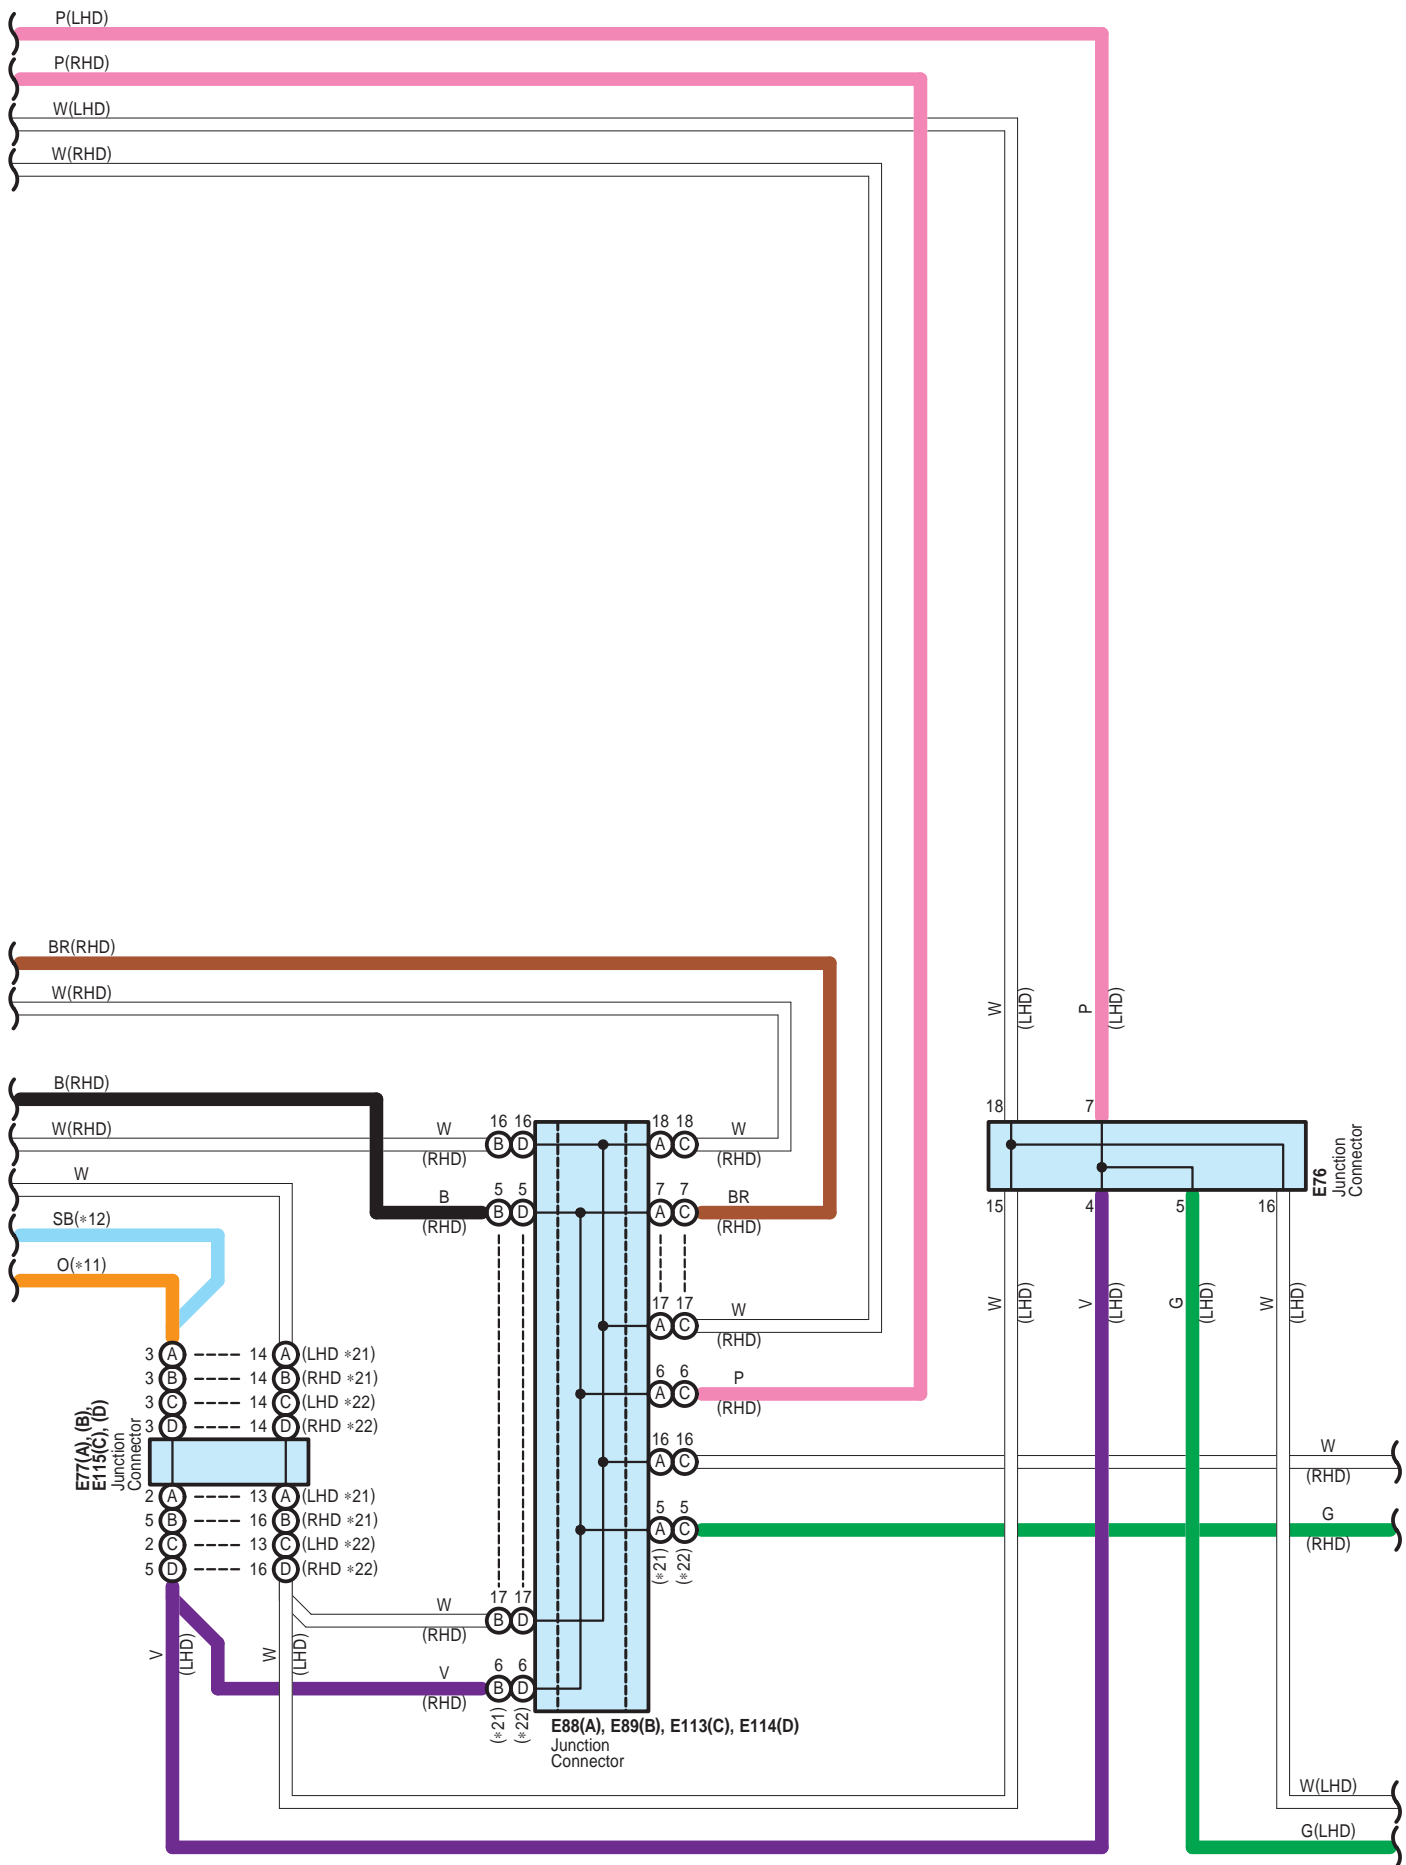 P(LHD)
P(RHD)
W(LHD)
W(RHD)
BR(RHD)
W(RHD)
W
(LHD)
P
(LHD)
B(RHD)
W(RHD)
W
(RHD)
16 16
B D
18 18
A C
W
(RHD)
18
7
W
SB(*12)
O(*11)
B
(RHD)
5 5
B D
7 7
A C
BR
(RHD)
15
4
5
16
E76
Junction
Connector
W
(LHD)
V
(LHD)
G
(LHD)
W
(LHD)
17 17
A C
W
(RHD)
3 A 14 A (LHD *21)
3 B 14 B (RHD *21)
3 C 14 C (LHD *22)
3 D 14 D (RHD *22)
6 6
A C
P
(RHD)
E77(A), (B),
E115(C), (D)
Junction
Connector
16 16
A C
W
(RHD)
2 A 13 A (LHD *21)
5 B 16 B (RHD *21)
2 C 13 C (LHD *22)
5 D 16 D (RHD *22)
5 5
A C
G
(RHD)
(*21)
(*22)
W
(RHD)
17 17
B D
V
(LHD)
W
(LHD)
V
(RHD)
6 6
B D
(*21)
(*22)
E88(A), E89(B), E113(C), E114(D)
Junction
Connector
W(LHD)
G(LHD)